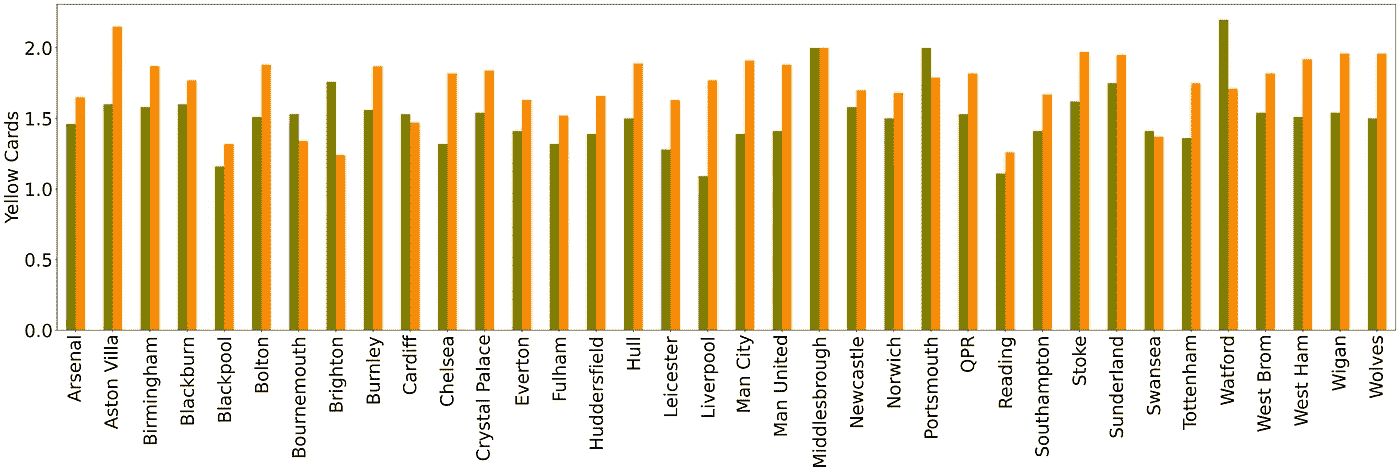 Yellow Cards
2.0
1.5
1.0
0.5
0.0
Arsenal
Aston Villa
Birmingham
Blackburn
Blackpool
Bolton
Bournemouth
Brighton
Burnley
Cardiff
Chelsea
Crystal Palace
Everton
Fulham
Huddersfield
Hull
Leicester
Liverpool
Man City
Man United
Middlesbrough
Newcastle
Norwich
Portsmouth
QPR
Reading
Southampton
Stoke
Sunderland
Swansea
Tottenham
Watford
West Brom
West Ham
Wigan
Wolves